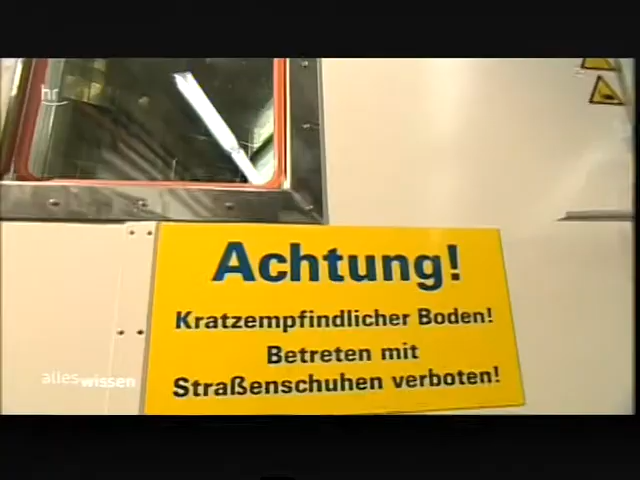 hr
Achtung!
Kratzempfindlicher Boden!
Betreten mit
Straßenschuhen verboten!
alles wissen